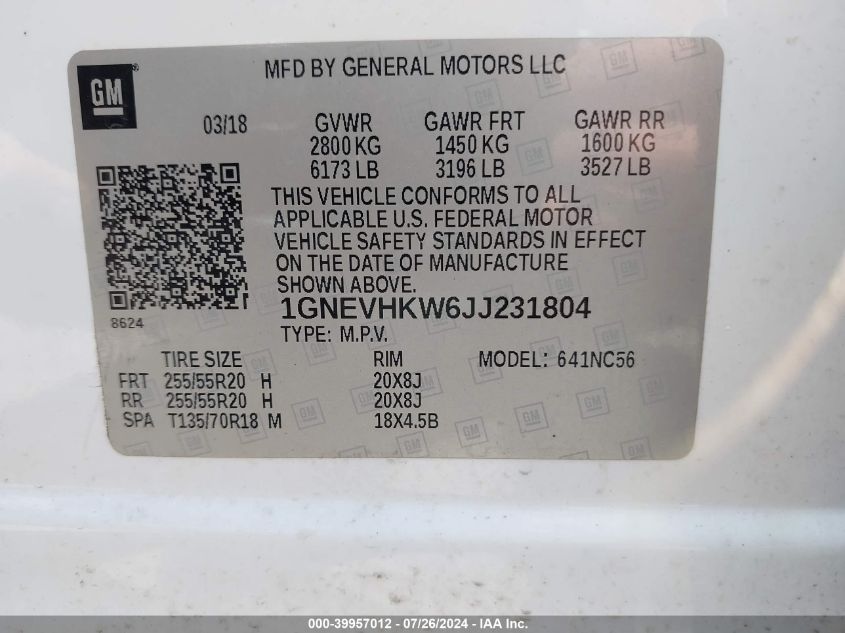 GM
MFD BY GENERAL MOTORS LLC
03/18 GVWR GAWR FRT GAWR RR
2800 KG 1450 KG 1600 KG
6173 LB 3196 LB 3527 LB
THIS VEHICLE CONFORMS TO ALL
APPLICABLE U.S. FEDERAL MOTOR
VEHICLE SAFETY STANDARDS IN EFFECT
ON THE DATE OF MANUFACTURE
SHOWN ABOVE.
8624
1GNEVHKW6JJ231804
TYPE: M.P.V.
TIRE SIZE RIM MODEL: 641NC56
FRT 255/55R20 H 20X8J
RR 255/55R20 H 20X8J
SPA T135/70R18 M 18X4.5B
000-39957012 - 07/26/2024 - IAA Inc.